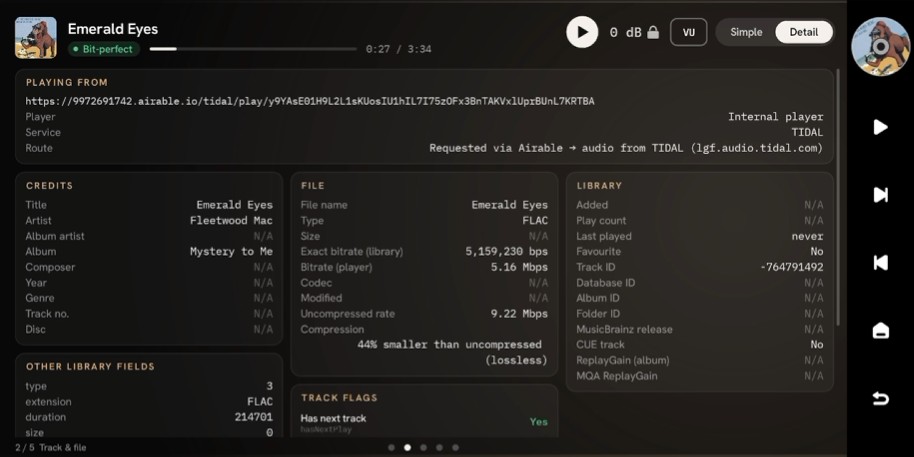 Emerald Eyes
Bit-perfect
0:27 / 3:34
0 dB
VU
Simple
Detail
PLAYING FROM
https://9972691742.airable.io/tidal/play/y9YAsE01H9L2L1sKUosIU1hIL7I75zOFx3BnTAKVxlUprBUnL7KRTBA
Player Internal player
Service TIDAL
Route Requested via Airable → audio from TIDAL (lgf.audio.tidal.com)
CREDITS
Title Emerald Eyes
Artist Fleetwood Mac
Album artist N/A
Album Mystery to Me
Composer N/A
Year N/A
Genre N/A
Track no. N/A
Disc N/A
OTHER LIBRARY FIELDS
type 3
extension FLAC
duration 214701
size 0
FILE
File name Emerald Eyes
Type FLAC
Size N/A
Exact bitrate (library) 5,159,230 bps
Bitrate (player) 5.16 Mbps
Codec N/A
Modified N/A
Uncompressed rate 9.22 Mbps
Compression
44% smaller than uncompressed
(lossless)
TRACK FLAGS
Has next track Yes
hasNextPlay
LIBRARY
Added N/A
Play count N/A
Last played never
Favourite No
Track ID -764791492
Database ID N/A
Album ID N/A
Folder ID N/A
MusicBrainz release N/A
CUE track No
ReplayGain (album) N/A
MQA ReplayGain N/A
2 / 5 Track & file